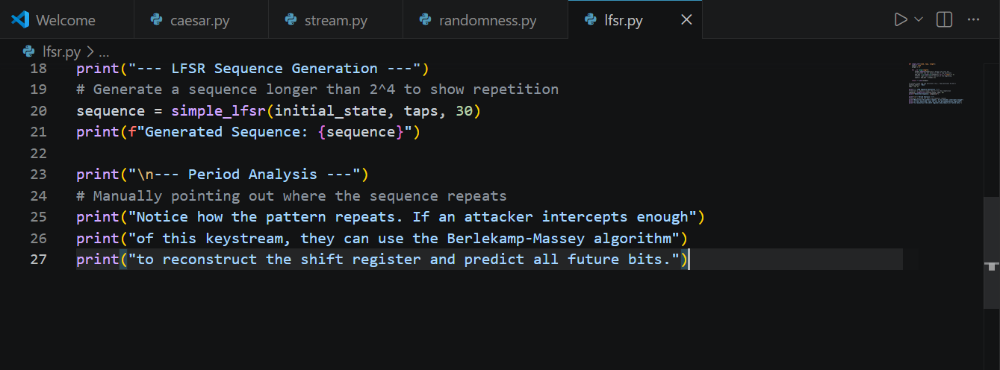 Welcome caesar.py stream.py randomness.py lfsr.py
lfsr.py > ...
18 print("--- LFSR Sequence Generation ---")
19 # Generate a sequence longer than 2^4 to show repetition
20 sequence = simple_lfsr(initial_state, taps, 30)
21 print(f"Generated Sequence: {sequence}")
22
23 print("\n--- Period Analysis ---")
24 # Manually pointing out where the sequence repeats
25 print("Notice how the pattern repeats. If an attacker intercepts enough")
26 print("of this keystream, they can use the Berlekamp-Massey algorithm")
27 print("to reconstruct the shift register and predict all future bits.")